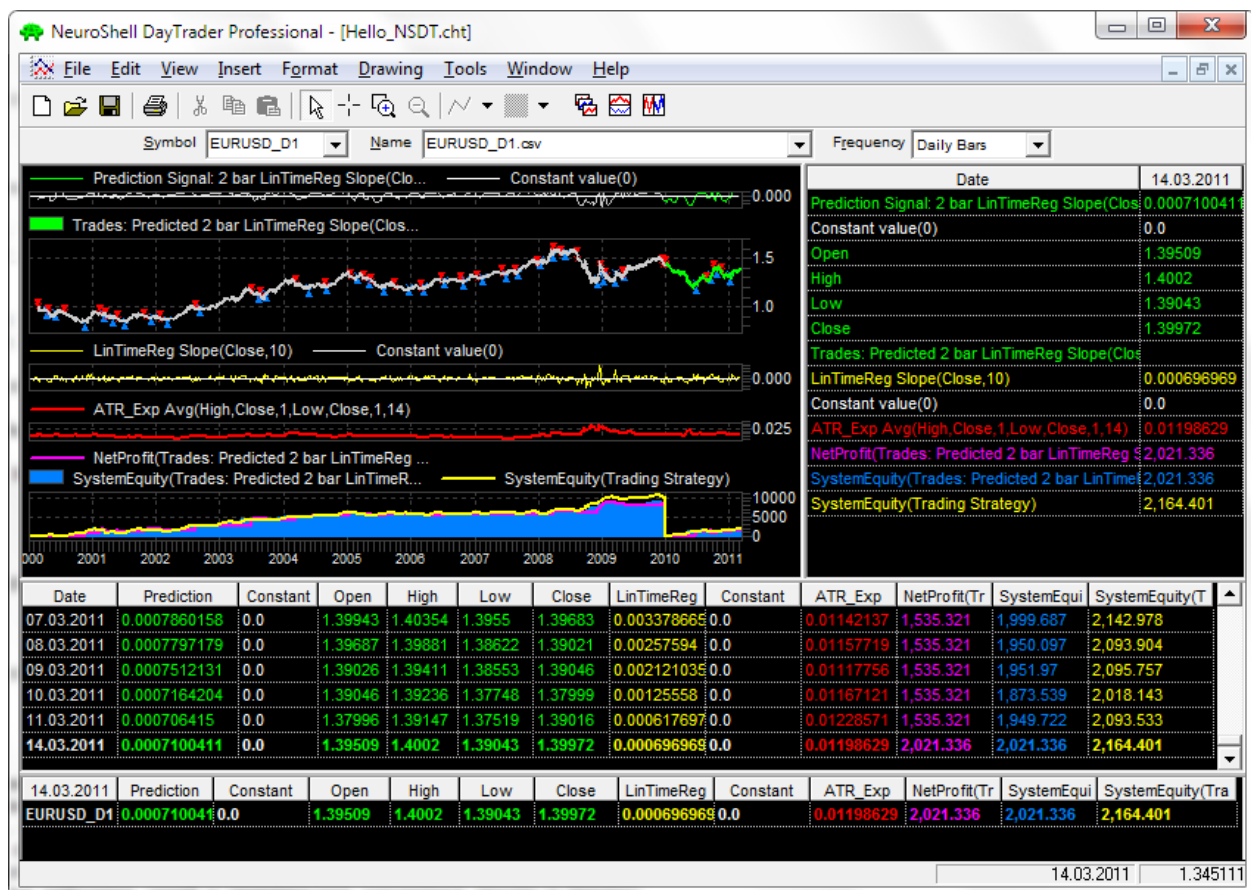 NeuroShell DayTrader Professional - [Hello_NSDT.cht]
File Edit View Insert Format Drawing Tools Window Help
Symbol EURUSD_D1 Name EURUSD_D1.csv Frequency Daily Bars
Prediction Signal: 2 bar LinTimeReg Slope(Clo... Constant value(0)
0.000
Trades: Predicted 2 bar LinTimeReg Slope(Clos...
1.5
1.0
LinTimeReg Slope(Close,10) Constant value(0)
0.000
ATR_Exp Avg(High,Close,1,Low,Close,1,14)
0.025
NetProfit(Trades: Predicted 2 bar LinTimeReg ...
SystemEquity(Trades: Predicted 2 bar LinTimeR... SystemEquity(Trading Strategy)
10000
5000
0
000 2001 2002 2003 2004 2005 2006 2007 2008 2009 2010 2011
Date 14.03.2011
Prediction Signal: 2 bar LinTimeReg Slope(Clos 0.0007100411
Constant value(0) 0.0
Open 1.39509
High 1.4002
Low 1.39043
Close 1.39972
Trades: Predicted 2 bar LinTimeReg Slope(Clos
LinTimeReg Slope(Close,10) 0.000696969
Constant value(0) 0.0
ATR_Exp Avg(High,Close,1,Low,Close,1,14) 0.01198629
NetProfit(Trades: Predicted 2 bar LinTimeReg S 2,021.336
SystemEquity(Trades: Predicted 2 bar LinTimeR 2,021.336
SystemEquity(Trading Strategy) 2,164.401
Date Prediction Constant Open High Low Close LinTimeReg Constant ATR_Exp NetProfit(Tr SystemEqui SystemEquity(T
07.03.2011 0.0007860158 0.0 1.39943 1.40354 1.3955 1.39683 0.003378665 0.0 0.01142137 1,535.321 1,999.687 2,142.978
08.03.2011 0.0007797179 0.0 1.39687 1.39881 1.38622 1.39021 0.00257594 0.0 0.01157719 1,535.321 1,950.097 2,093.904
09.03.2011 0.0007512131 0.0 1.39026 1.39411 1.38553 1.39046 0.002121035 0.0 0.01117756 1,535.321 1,951.97 2,095.757
10.03.2011 0.0007164204 0.0 1.39046 1.39236 1.37748 1.37999 0.00125558 0.0 0.01167121 1,535.321 1,873.539 2,018.143
11.03.2011 0.000706415 0.0 1.37996 1.39147 1.37519 1.39016 0.000617697 0.0 0.01228571 1,535.321 1,949.722 2,093.533
14.03.2011 0.0007100411 0.0 1.39509 1.4002 1.39043 1.39972 0.000696969 0.0 0.01198629 2,021.336 2,021.336 2,164.401
14.03.2011 Prediction Constant Open High Low Close LinTimeReg Constant ATR_Exp NetProfit(Tr SystemEqui SystemEquity(Tra
EURUSD_D1 0.000710041 0.0 1.39509 1.4002 1.39043 1.39972 0.000696969 0.0 0.01198629 2,021.336 2,021.336 2,164.401
14.03.2011 1.345111